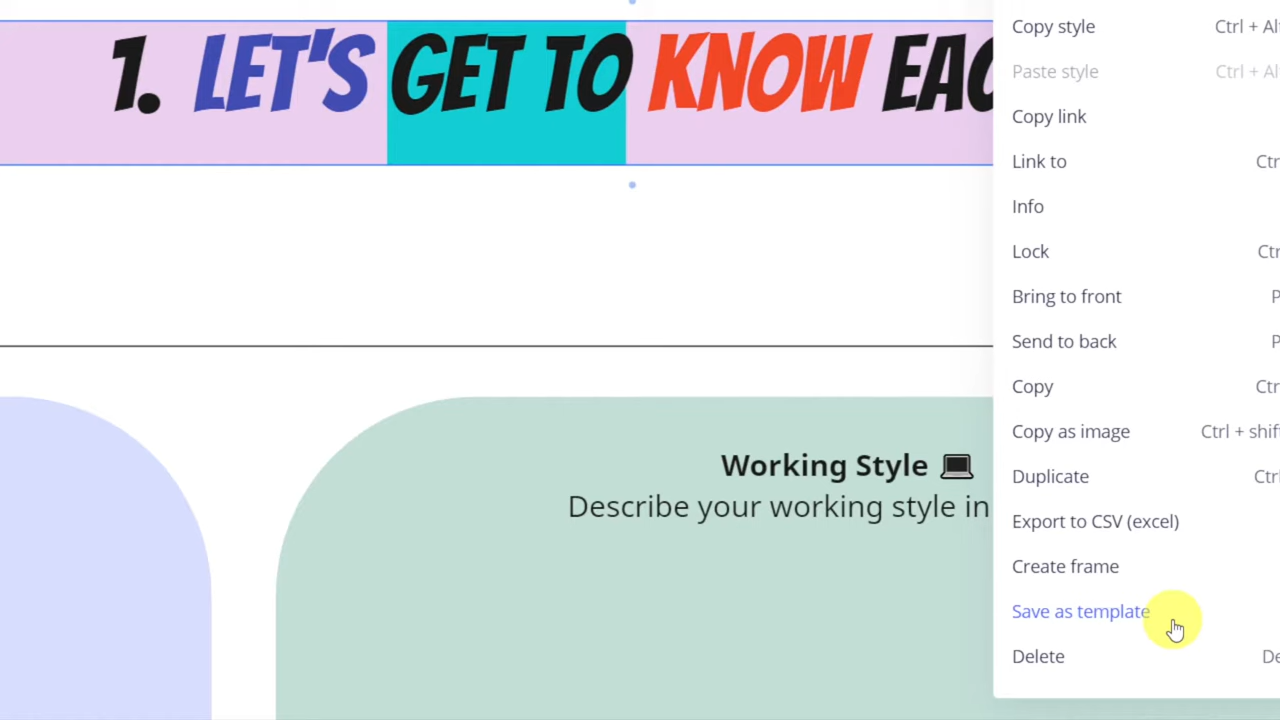 1. LET'S GET TO KNOW EAC
Copy style Ctrl + Al
Paste style Ctrl + Al
Copy link
Link to Ctr
Info
Lock Ctr
Bring to front P
Send to back P
Copy Ctr
Copy as image Ctrl + shif
Duplicate Ctr
Export to CSV (excel)
Create frame
Save as template
Delete De
Working Style 💻
Describe your working style in